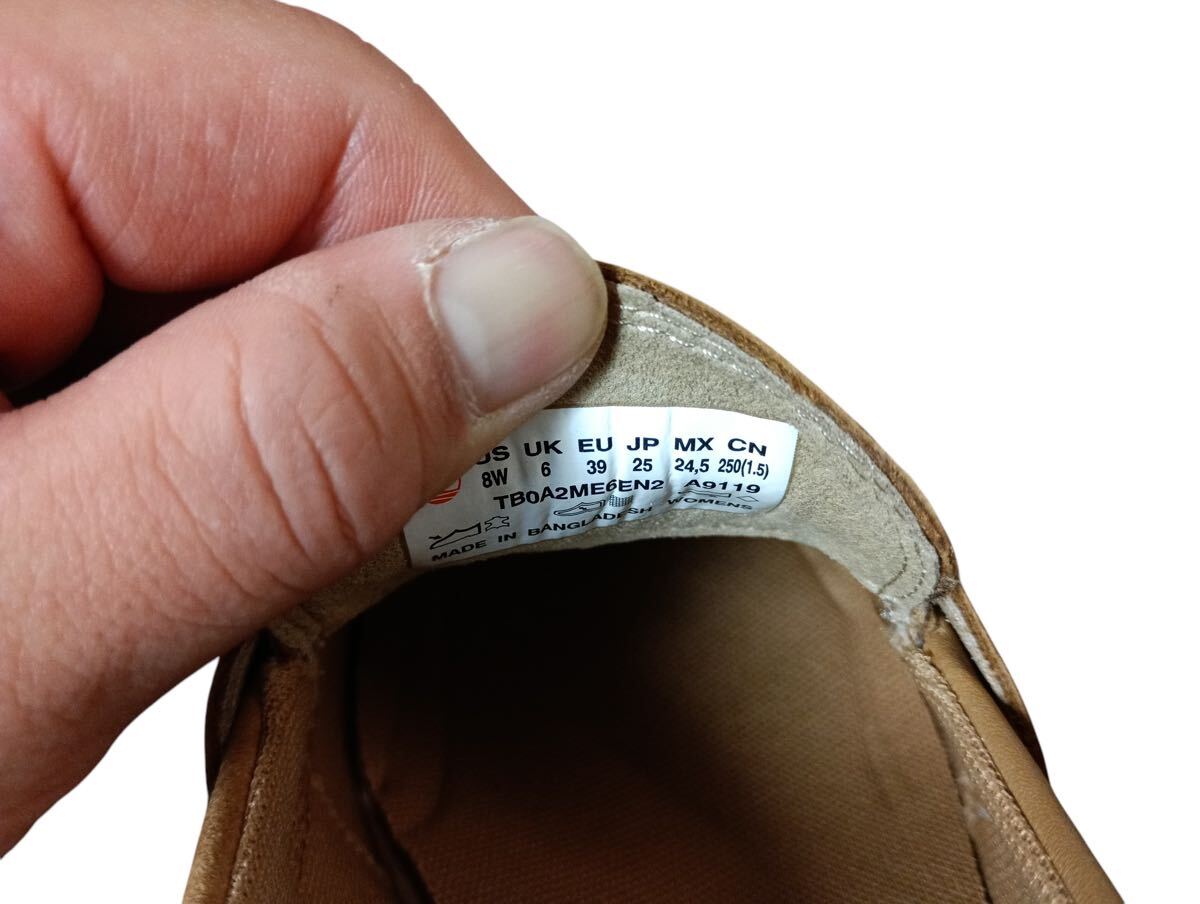 US UK EU JP MX CN
8W 6 39 25 24,5 250(1.5)
TB0A2ME6EN2 A9119
WOMENS
MADE IN BANGLADESH